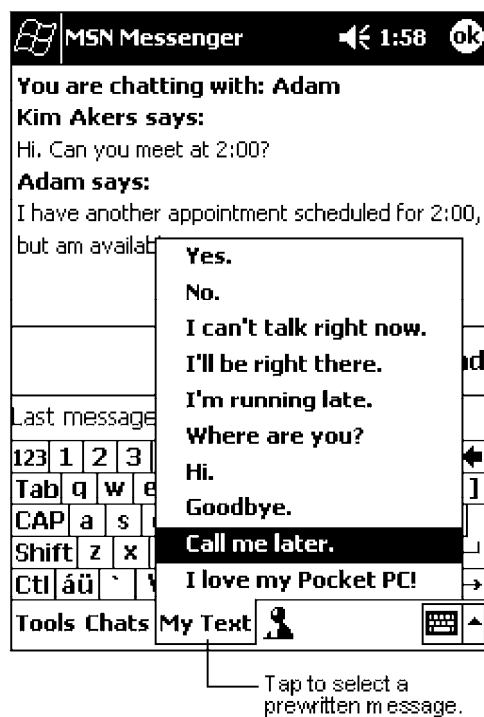 MSN Messenger 1:58 ok
You are chatting with: Adam
Kim Akers says:
Hi. Can you meet at 2:00?
Adam says:
I have another appointment scheduled for 2:00,
but am
Yes.
No.
I can't talk right now.
I'll be right there.
I'm running late.
Where are you?
Hi.
Goodbye.
Call me later.
I love my Pocket PC!
Last message
123 1 2 3
Tab q w e ]
CAP a s
Shift z x
Ctl áü `
Tools Chats My Text
Tap to select a
prewritten message.